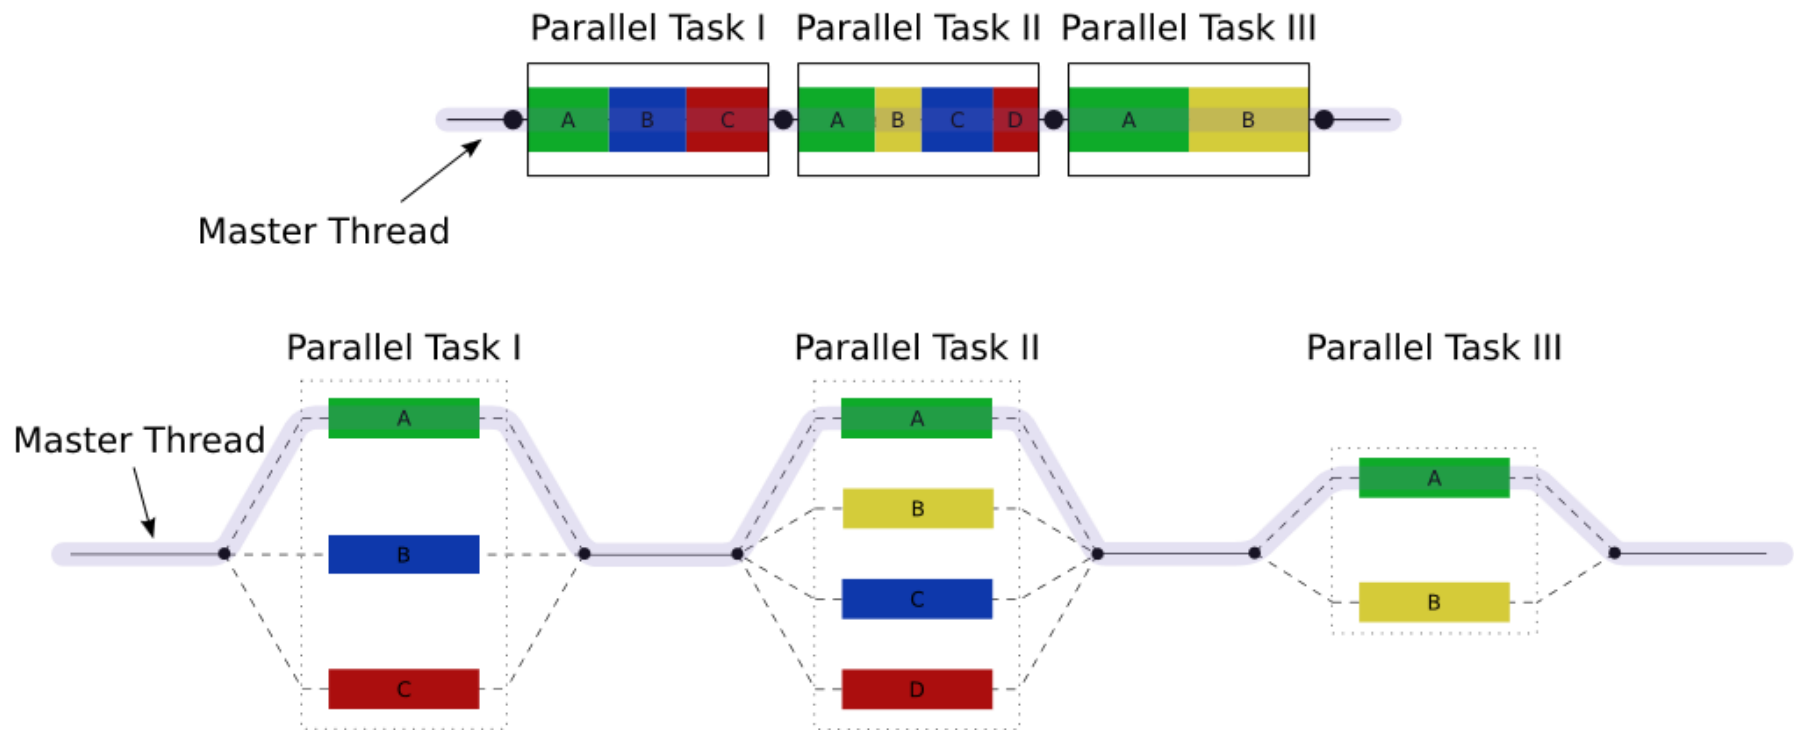 Parallel Task I Parallel Task II Parallel Task III
A B C A B C D A B
Master Thread
Parallel Task I Parallel Task II Parallel Task III
Master Thread
A A A
B B B
C C
D